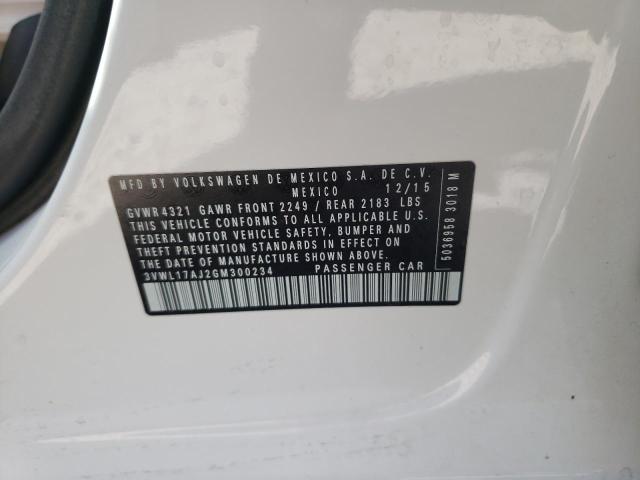 MFD BY VOLKSWAGEN DE MEXICO S.A. DE C.V.
MEXICO 12/15
GVWR 4321 GAWR FRONT 2249 / REAR 2183 LBS
THIS VEHICLE CONFORMS TO ALL APPLICABLE U.S.
FEDERAL MOTOR VEHICLE SAFETY, BUMPER AND
THEFT PREVENTION STANDARDS IN EFFECT ON
THE DATE OF MANUFACTURE SHOWN ABOVE.
3VWL17AJ2GM300234 PASSENGER CAR
5036958 3018 M